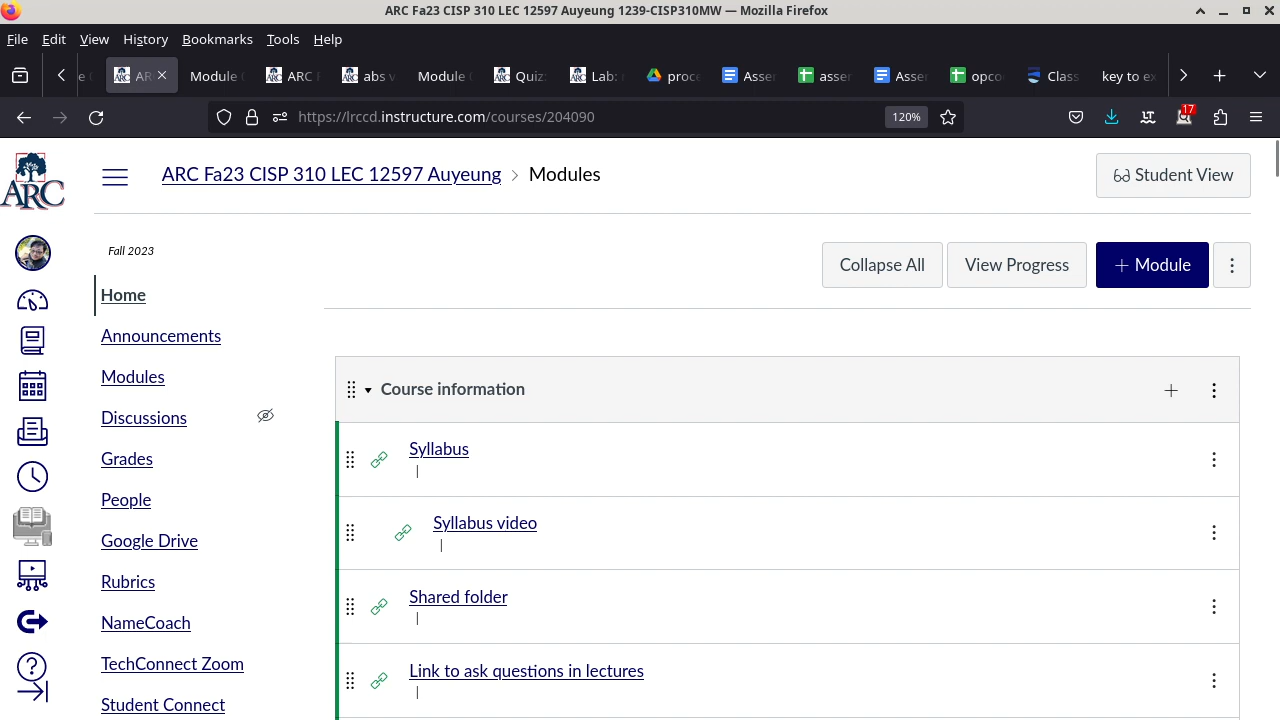 ARC Fa23 CISP 310 LEC 12597 Auyeung 1239-CISP310MW — Mozilla Firefox
File Edit View History Bookmarks Tools Help
AR Module ARC abs v Module Quiz: Lab: proce Asse asser Asse opco Class key to ex
https://lrccd.instructure.com/courses/204090 120% 17
ARC
ARC Fa23 CISP 310 LEC 12597 Auyeung > Modules
Student View
Fall 2023
Collapse All View Progress + Module
Home
Announcements
Modules
Discussions
Grades
People
Google Drive
Rubrics
NameCoach
TechConnect Zoom
Student Connect
Course information
Syllabus
|
Syllabus video
|
Shared folder
|
Link to ask questions in lectures
|